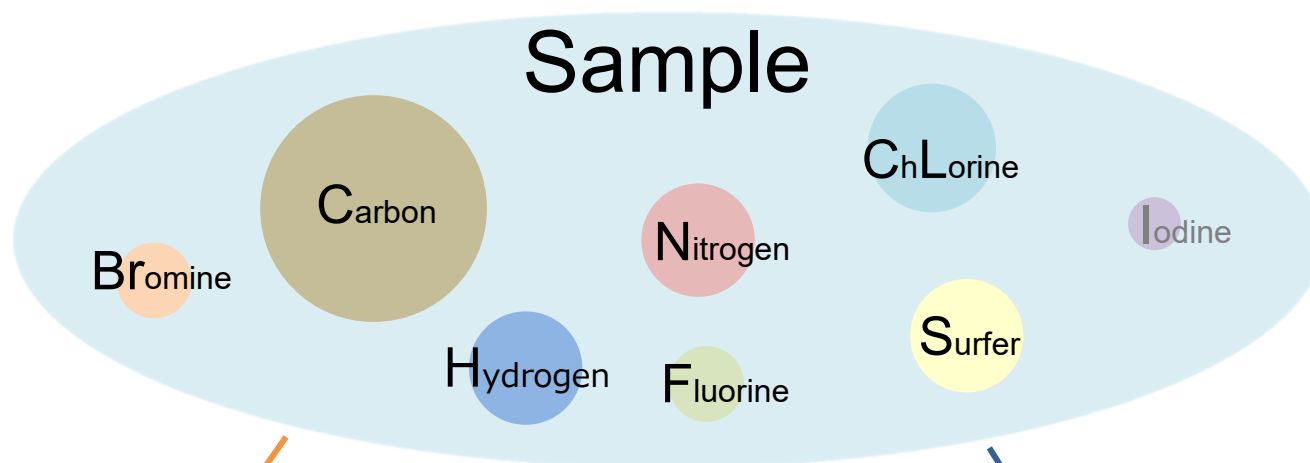 Sample
ChLorine
Carbon
Nitrogen
Iodine
Bromine
Surfer
Hydrogen
Fluorine